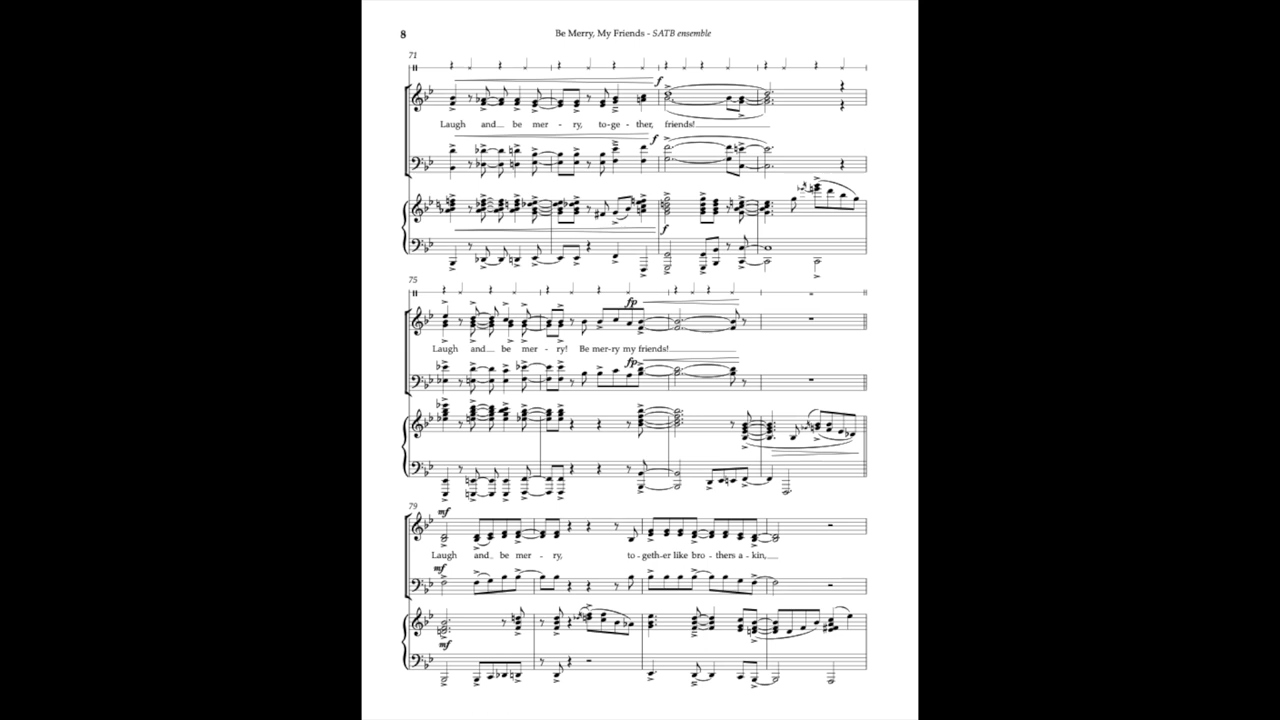 8
Be Merry, My Friends - SATB ensemble
71
f
Laugh and be mer - ry, to-ge-ther, friends!
f
f
75
fp
Laugh and be mer - ry! Be mer-ry my friends!
fp
79
mf
Laugh and be mer - ry, to-geth-er like bro - thers a - kin,
mf
mf